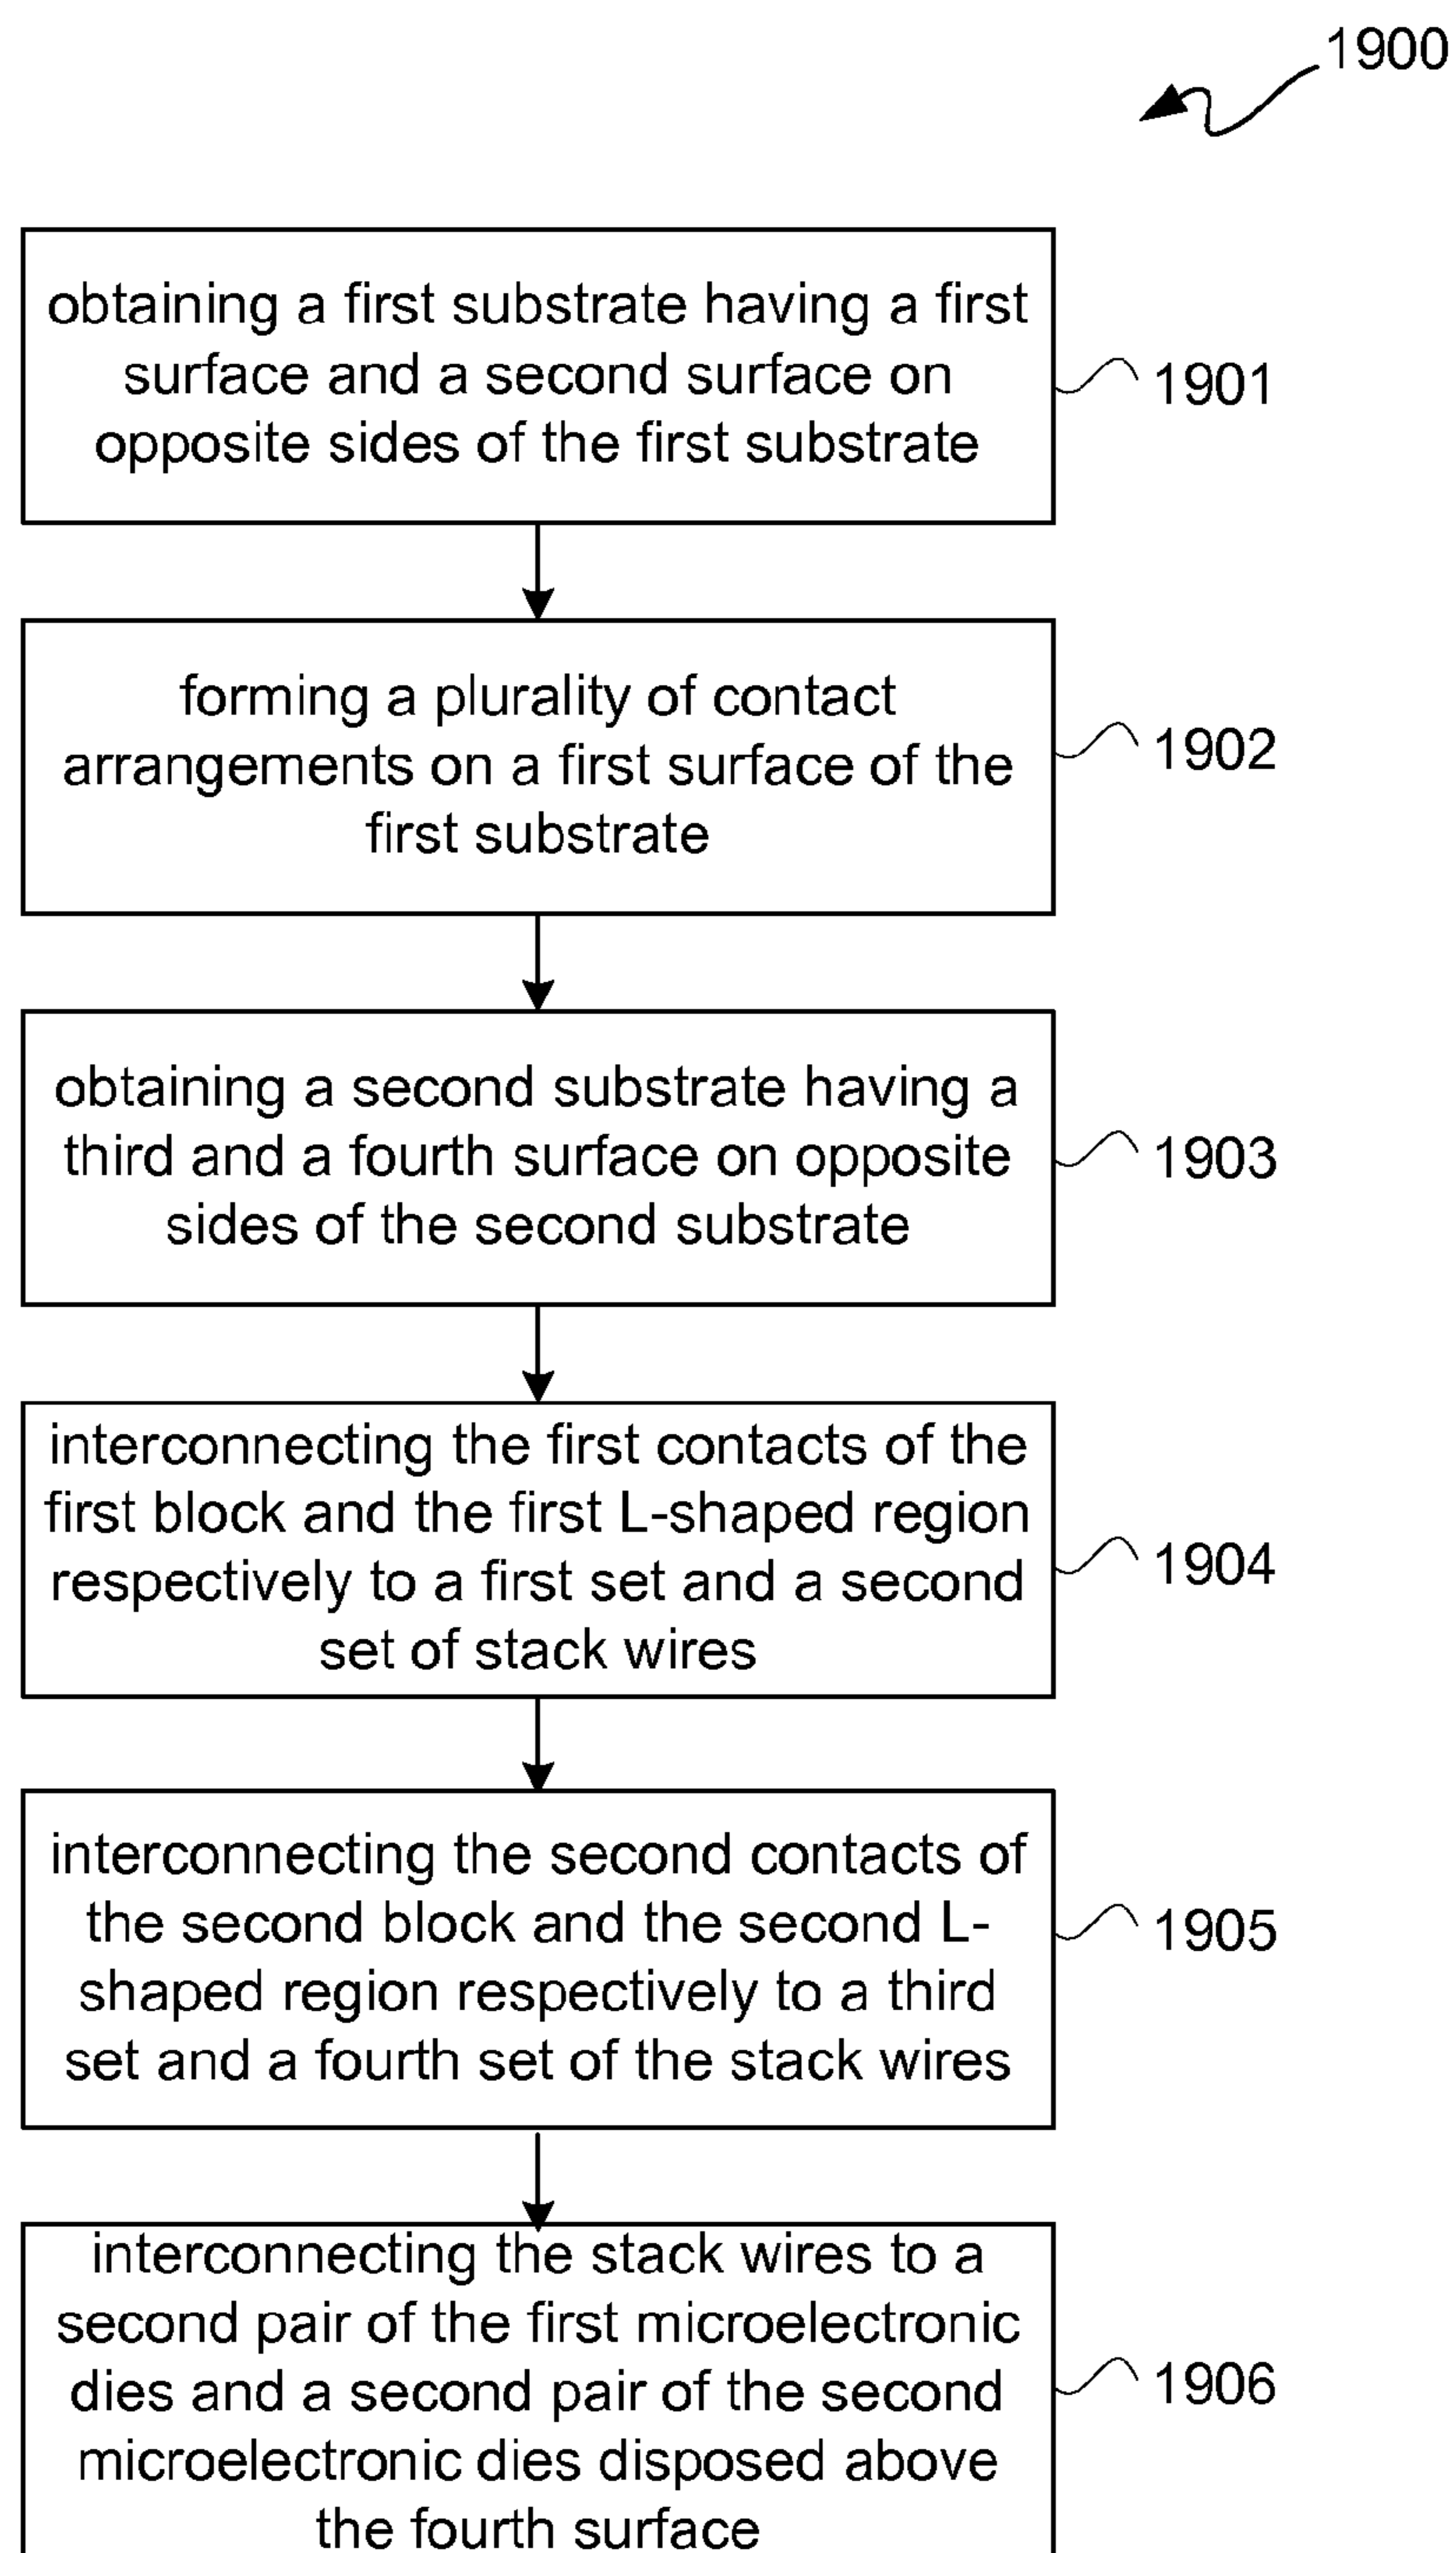 1900
obtaining a first substrate having a first
surface and a second surface on
opposite sides of the first substrate
1901
forming a plurality of contact
arrangements on a first surface of the
first substrate
1902
obtaining a second substrate having a
third and a fourth surface on opposite
sides of the second substrate
1903
interconnecting the first contacts of the
first block and the first L-shaped region
respectively to a first set and a second
set of stack wires
1904
interconnecting the second contacts of
the second block and the second L-
shaped region respectively to a third
set and a fourth set of the stack wires
1905
interconnecting the stack wires to a
second pair of the first microelectronic
dies and a second pair of the second
microelectronic dies disposed above
the fourth surface
1906